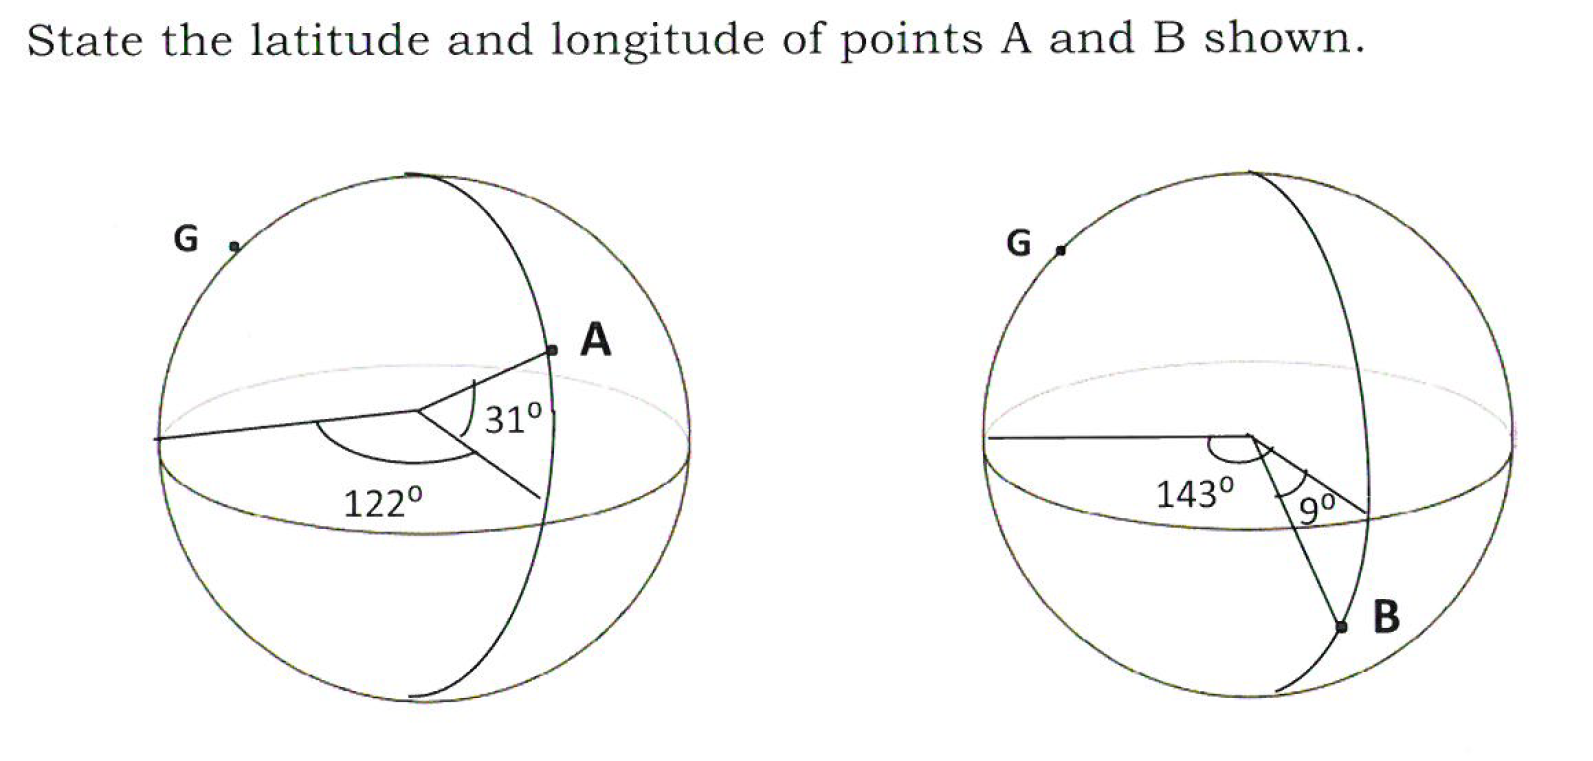 State the latitude and longitude of points A and B shown.
G
A
31⁰
122⁰
G
143⁰
9⁰
B